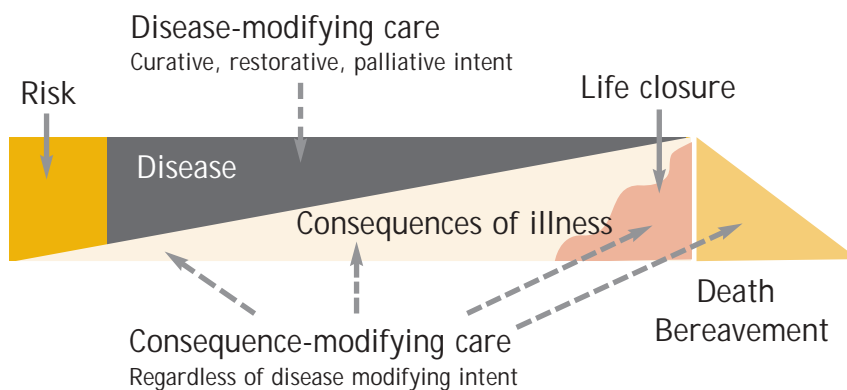 Disease-modifying care
Curative, restorative, palliative intent
Risk
Life closure
Disease
Consequences of illness
Death
Bereavement
Consequence-modifying care
Regardless of disease modifying intent